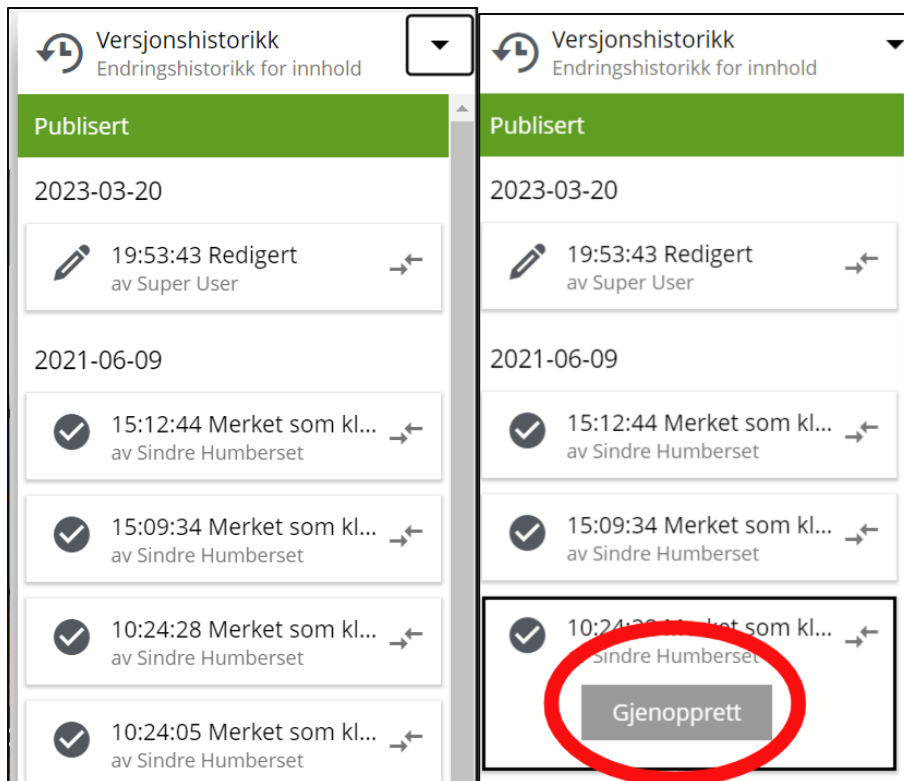 Versjonshistorikk
Endringshistorikk for innhold
Publisert
2023-03-20
19:53:43 Redigert
av Super User
2021-06-09
15:12:44 Merket som kl...
av Sindre Humberset
15:09:34 Merket som kl...
av Sindre Humberset
10:24:28 Merket som kl...
av Sindre Humberset
10:24:05 Merket som kl...
av Sindre Humberset
Versjonshistorikk
Endringshistorikk for innhold
Publisert
2023-03-20
19:53:43 Redigert
av Super User
2021-06-09
15:12:44 Merket som kl...
av Sindre Humberset
15:09:34 Merket som kl...
av Sindre Humberset
10:24:28 Merket som kl...
av Sindre Humberset
Gjenopprett